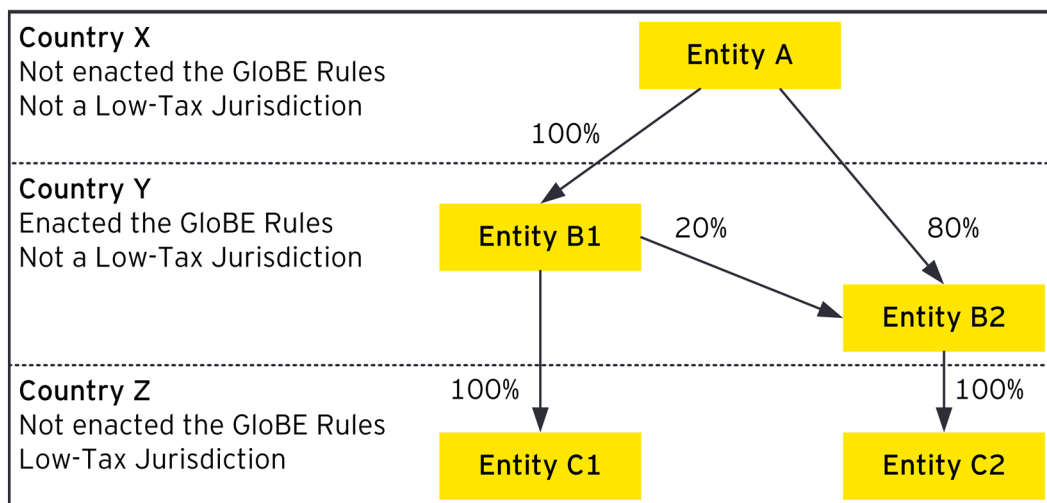 Country X
Not enacted the GloBE Rules
Not a Low-Tax Jurisdiction
Entity A
100%
Country Y
Enacted the GloBE Rules
Not a Low-Tax Jurisdiction
Entity B1
20%
80%
Entity B2
Country Z
Not enacted the GloBE Rules
Low-Tax Jurisdiction
100%
100%
Entity C1
Entity C2